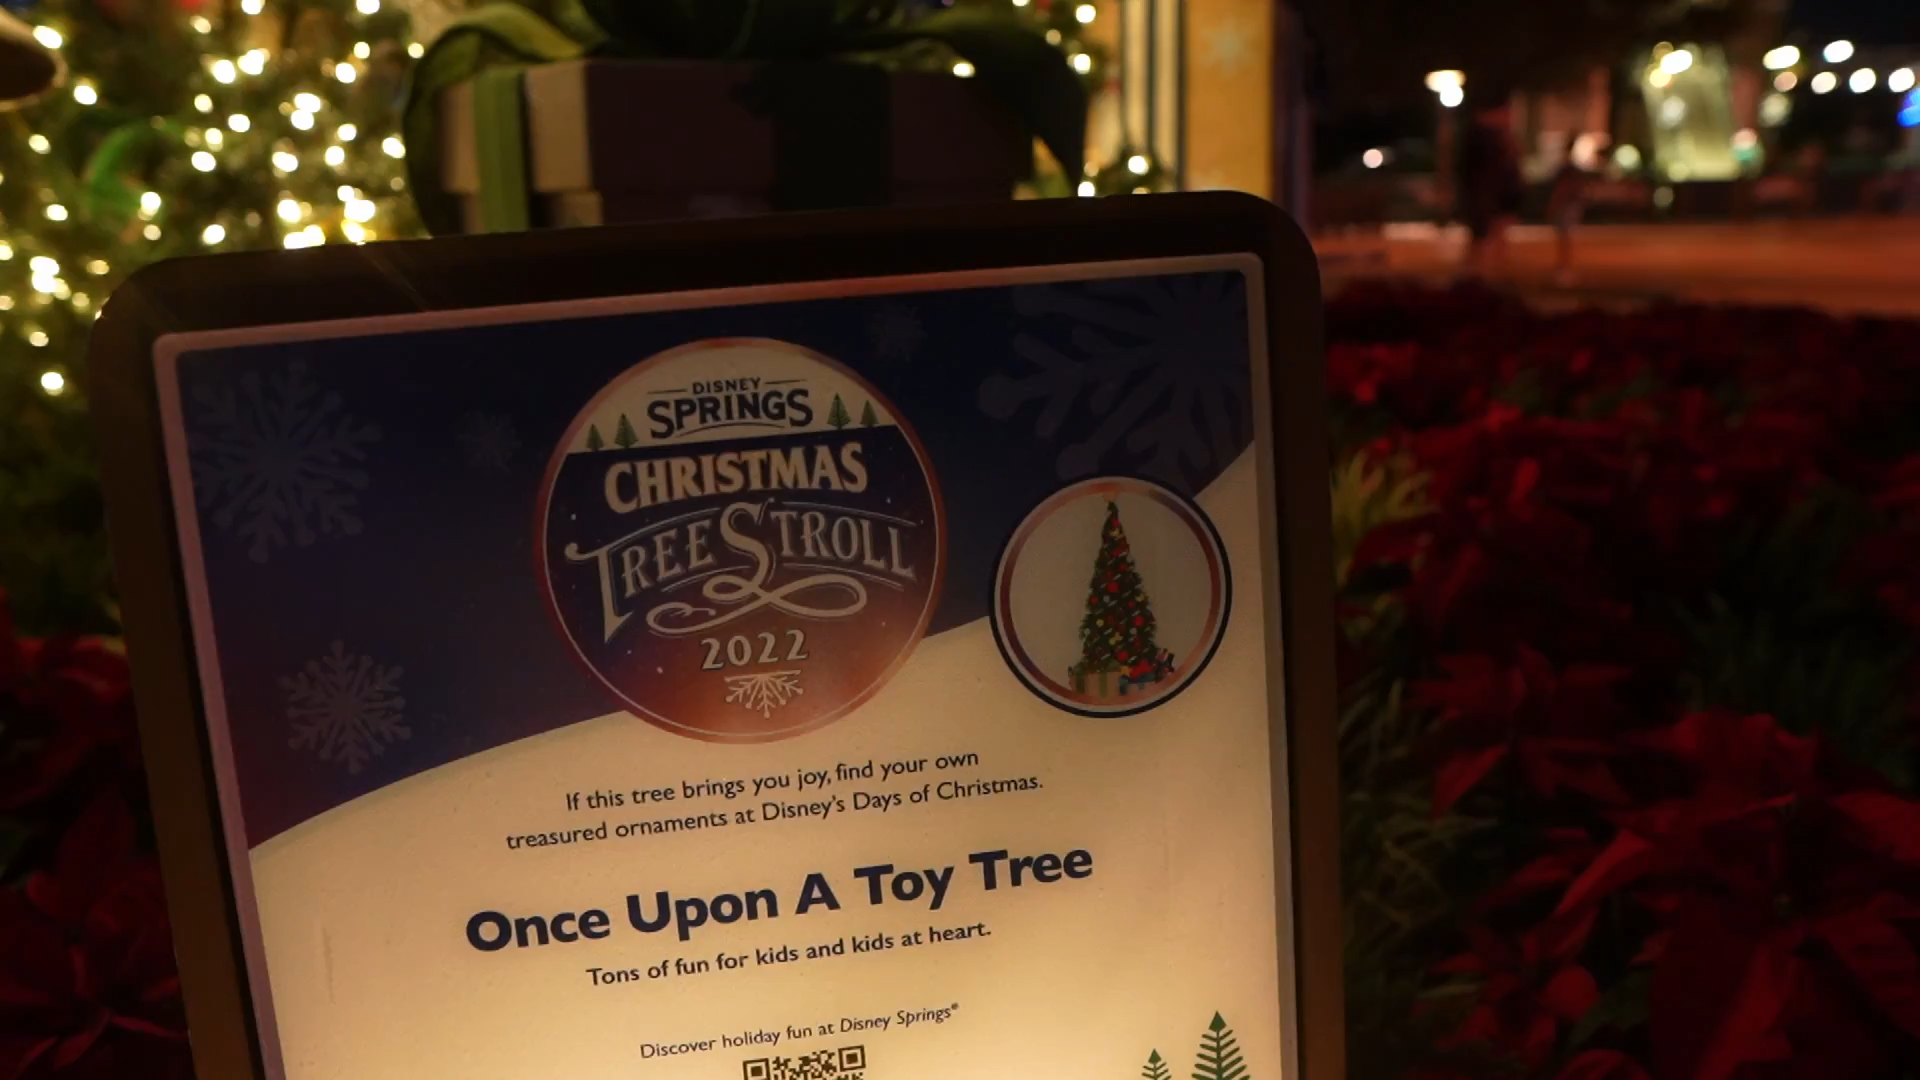 DISNEY
SPRINGS
CHRISTMAS
TREE STROLL
2022
If this tree brings you joy, find your own
treasured ornaments at Disney's Days of Christmas.
Once Upon A Toy Tree
Tons of fun for kids and kids at heart.
Discover holiday fun at Disney Springs®